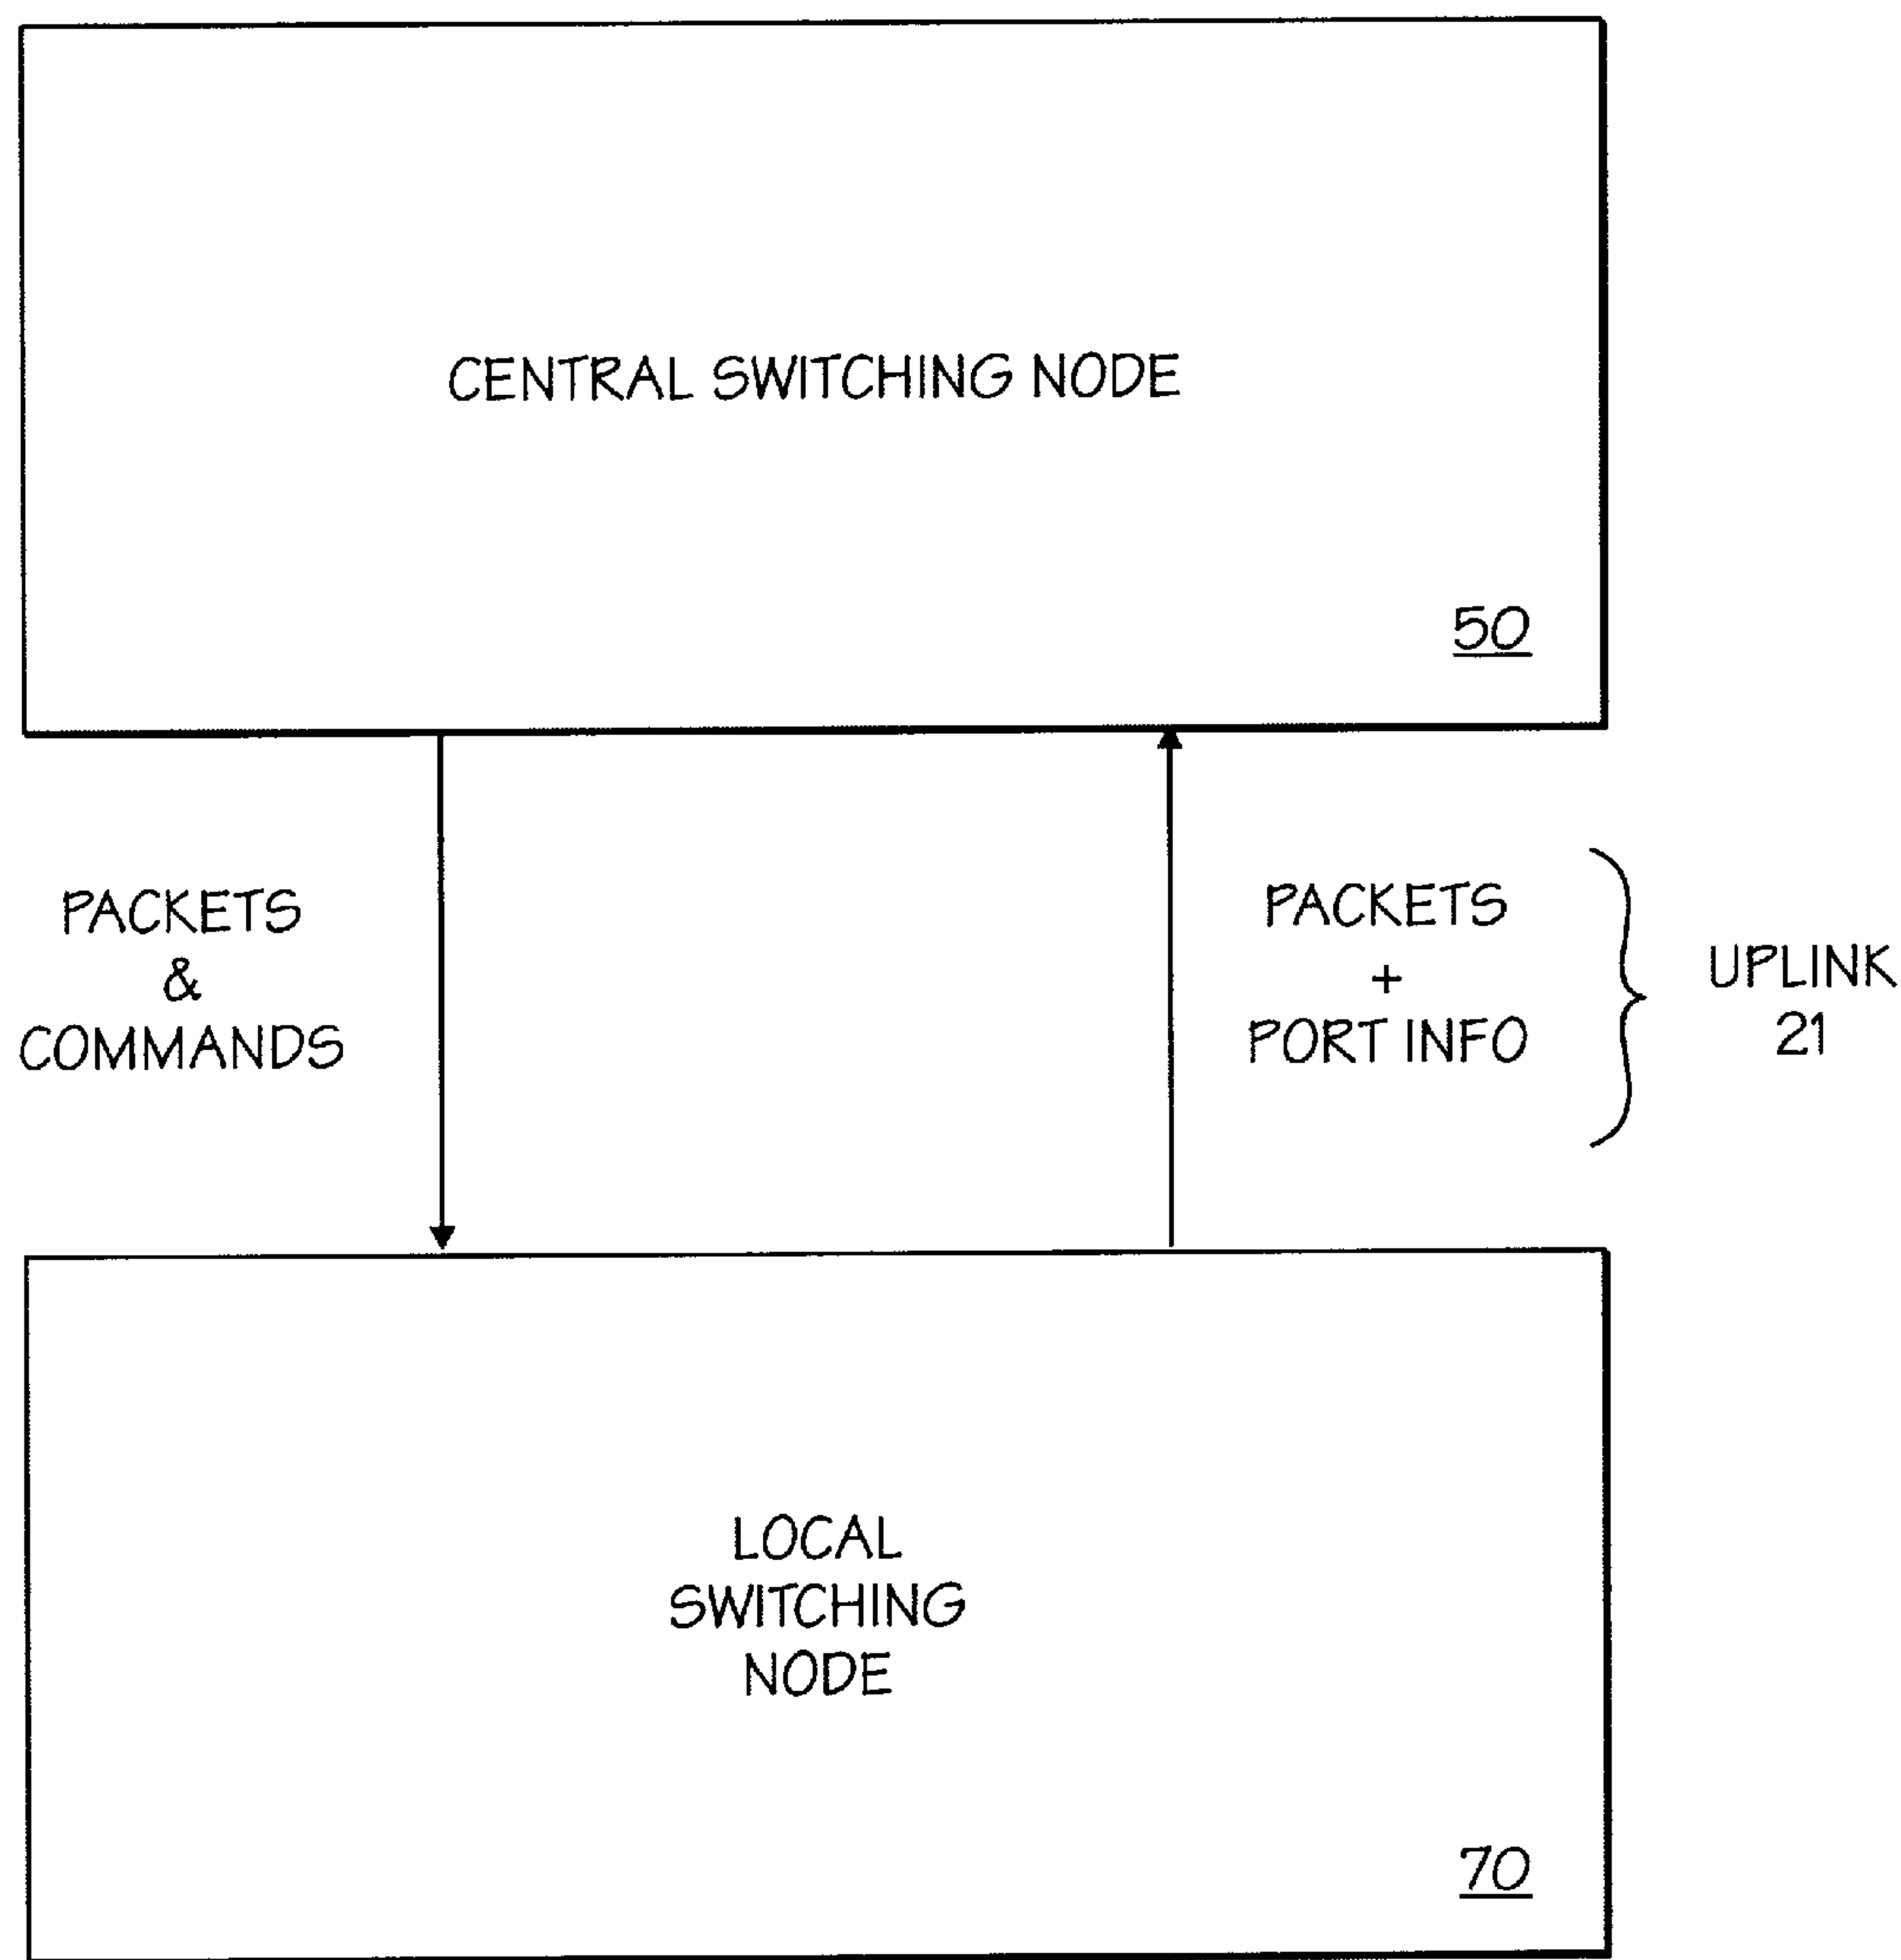 CENTRAL SWITCHING NODE
50
PACKETS
&
COMMANDS
PACKETS
+
PORT INFO
UPLINK
21
LOCAL
SWITCHING
NODE
70